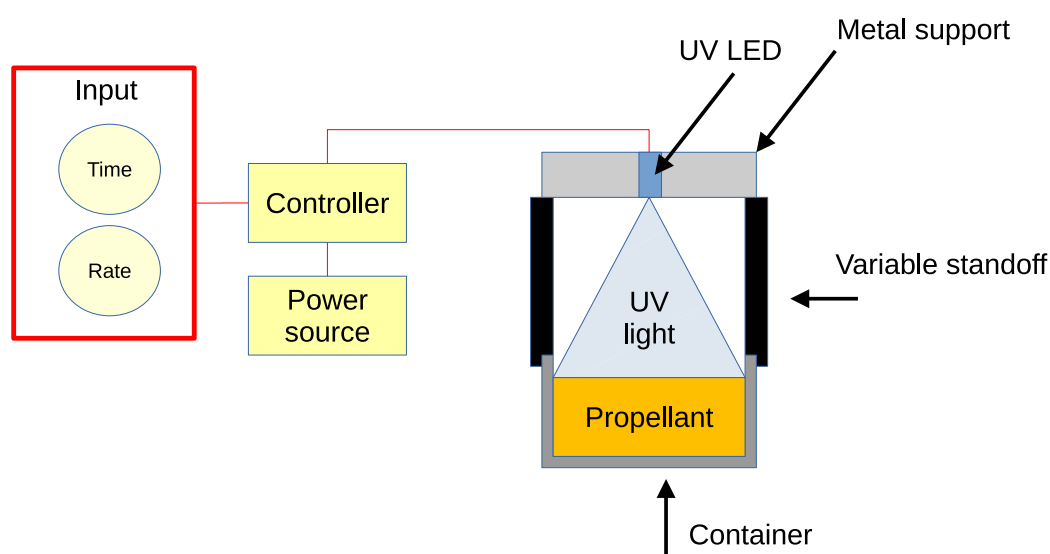 Metal support
UV LED
Input
Time
Controller
Rate
Variable standoff
Power
source
UV
light
Propellant
Container